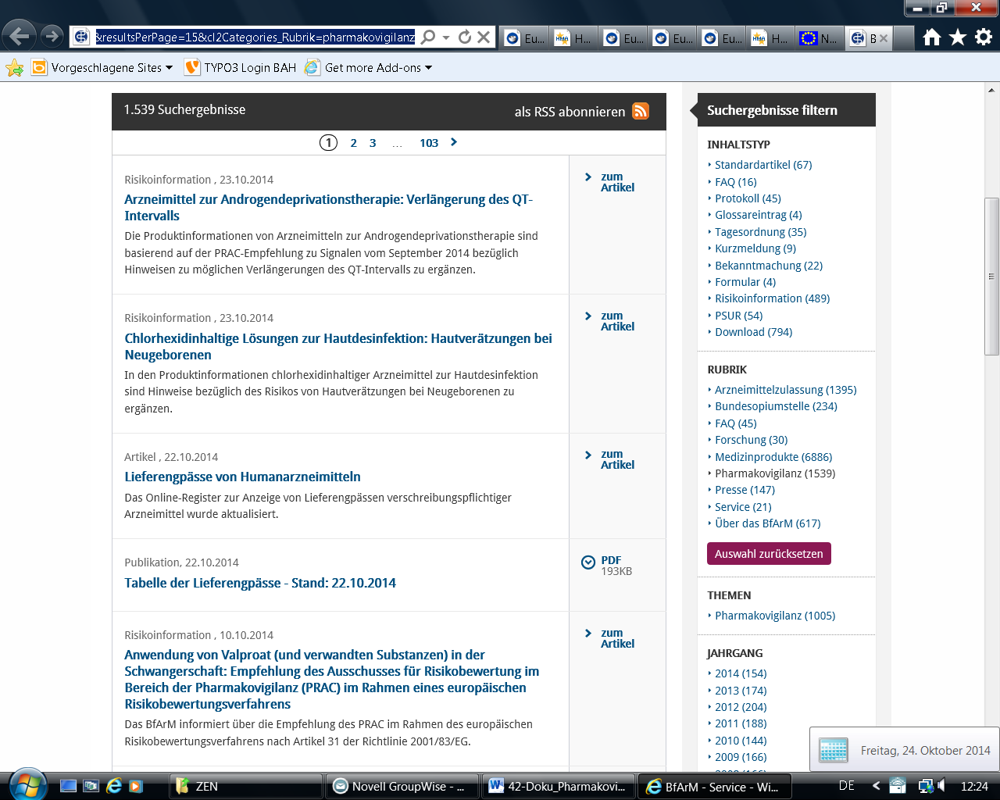 &resultsPerPage=15&cl2Categories_Rubrik=pharmakovigilanz
Eu...
H...
Eu...
Eu...
Eu...
H...
N...
B
Vorgeschlagene Sites
TYPO3 Login BAH
Get more Add-ons
1.539 Suchergebnisse
als RSS abonnieren
1 2 3 ... 103
Risikoinformation , 23.10.2014
Arzneimittel zur Androgendeprivationstherapie: Verlängerung des QT-
Intervalls
Die Produktinformationen von Arzneimitteln zur Androgendeprivationstherapie sind
basierend auf der PRAC-Empfehlung zu Signalen vom September 2014 bezüglich
Hinweisen zu möglichen Verlängerungen des QT-Intervalls zu ergänzen.
zum
Artikel
Risikoinformation , 23.10.2014
Chlorhexidinhaltige Lösungen zur Hautdesinfektion: Hautverätzungen bei
Neugeborenen
In den Produktinformationen chlorhexidinhaltiger Arzneimittel zur Hautdesinfektion
sind Hinweise bezüglich des Risikos von Hautverätzungen bei Neugeborenen zu
ergänzen.
zum
Artikel
Artikel , 22.10.2014
Lieferengpässe von Humanarzneimitteln
Das Online-Register zur Anzeige von Lieferengpässen verschreibungspflichtiger
Arzneimittel wurde aktualisiert.
zum
Artikel
Publikation, 22.10.2014
Tabelle der Lieferengpässe - Stand: 22.10.2014
PDF
193KB
Risikoinformation , 10.10.2014
Anwendung von Valproat (und verwandten Substanzen) in der
Schwangerschaft: Empfehlung des Ausschusses für Risikobewertung im
Bereich der Pharmakovigilanz (PRAC) im Rahmen eines europäischen
Risikobewertungsverfahrens
Das BfArM informiert über die Empfehlung des PRAC im Rahmen des europäischen
Risikobewertungsverfahrens nach Artikel 31 der Richtlinie 2001/83/EG.
zum
Artikel
Suchergebnisse filtern
INHALTSTYP
Standardartikel (67)
FAQ (16)
Protokoll (45)
Glossareintrag (4)
Tagesordnung (35)
Kurzmeldung (9)
Bekanntmachung (22)
Formular (4)
Risikoinformation (489)
PSUR (54)
Download (794)
RUBRIK
Arzneimittelzulassung (1395)
Bundesopiumstelle (234)
FAQ (45)
Forschung (30)
Medizinprodukte (6886)
Pharmakovigilanz (1539)
Presse (147)
Service (21)
Über das BfArM (617)
Auswahl zurücksetzen
THEMEN
Pharmakovigilanz (1005)
JAHRGANG
2014 (154)
2013 (174)
2012 (204)
2011 (188)
2010 (144)
2009 (166)
Freitag, 24. Oktober 2014
ZEN
Novell GroupWise - ...
42-Doku_Pharmakovi...
BfArM - Service - Wi...
DE
12:24